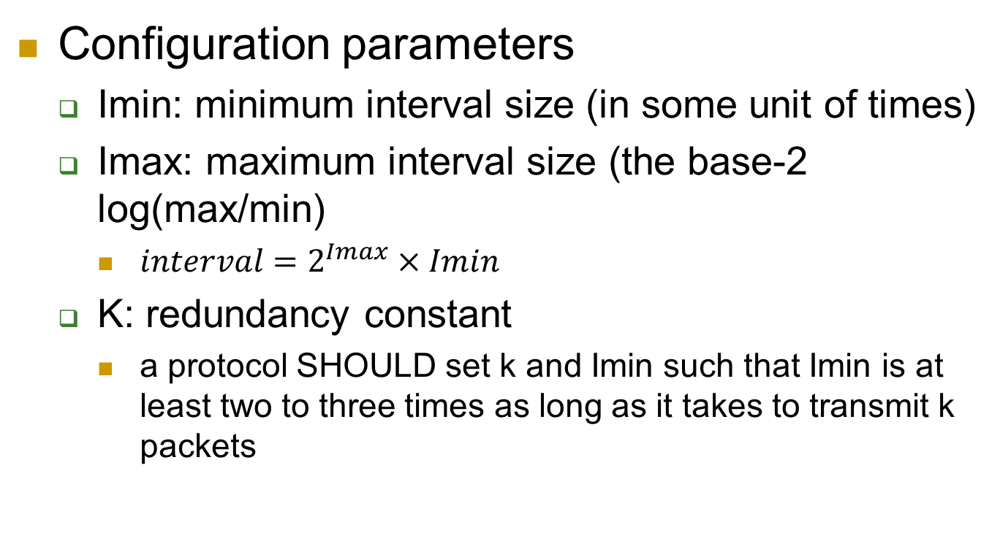 Configuration parameters
Imin: minimum interval size (in some unit of times)
Imax: maximum interval size (the base-2
log(max/min)
interval = 2^{Imax} × Imin
K: redundancy constant
a protocol SHOULD set k and Imin such that Imin is at
least two to three times as long as it takes to transmit k
packets